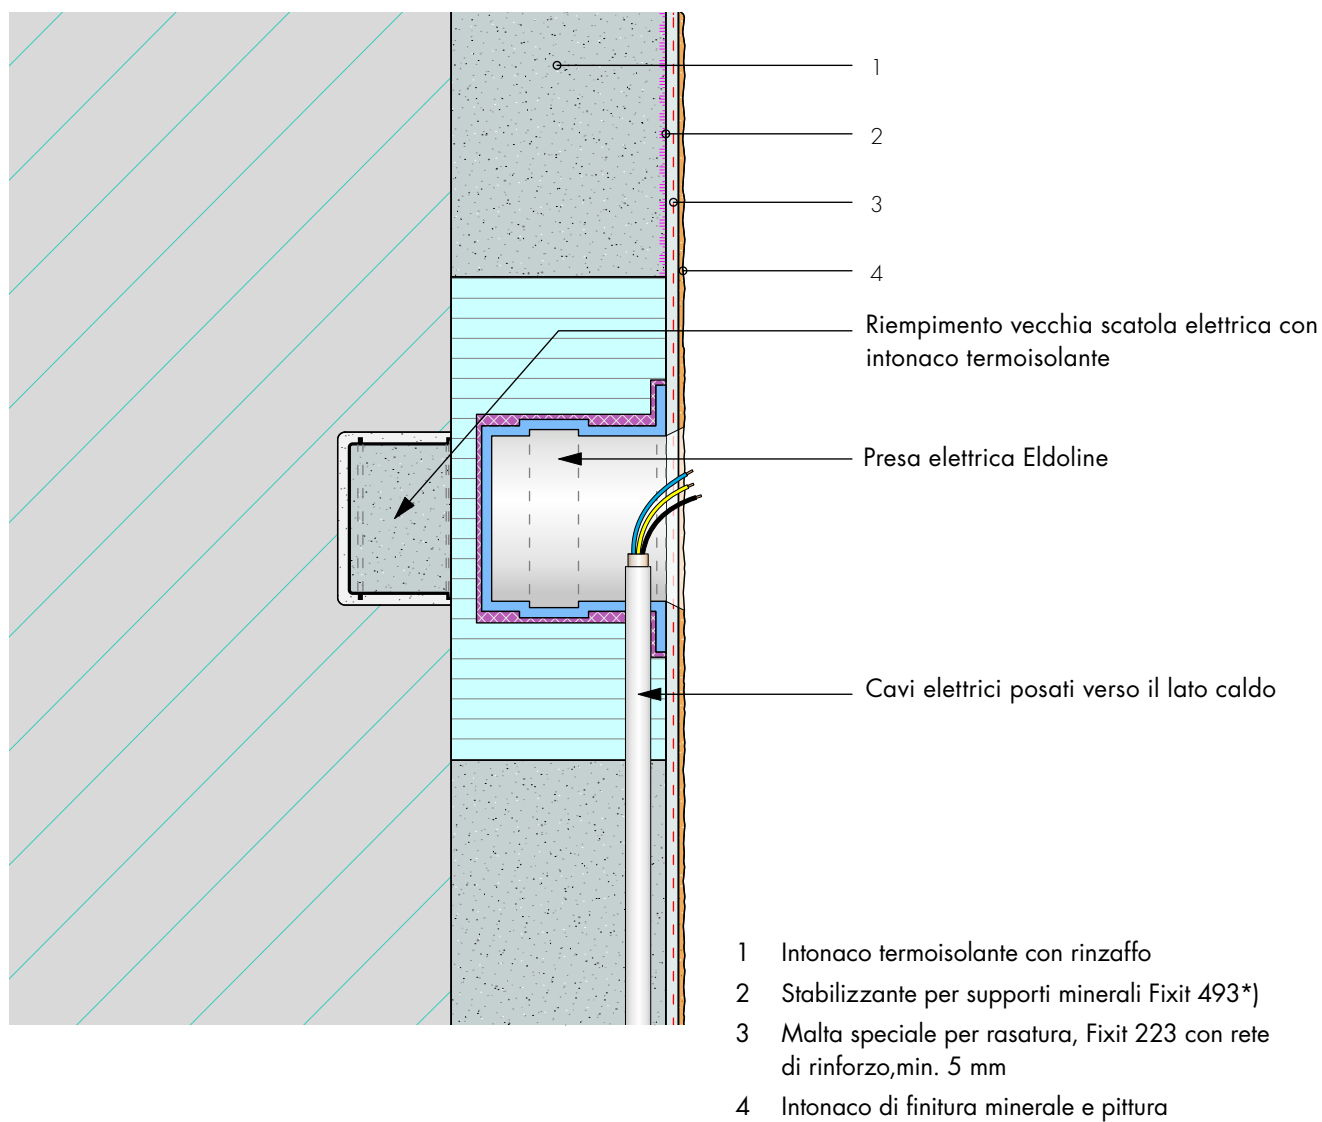 1
2
3
4
Riempimento vecchia scatola elettrica con
intonaco termoisolante
Presa elettrica Eldoline
Cavi elettrici posati verso il lato caldo
1 Intonaco termoisolante con rinzaffo
2 Stabilizzante per supporti minerali Fixit 493*)
3 Malta speciale per rasatura, Fixit 223 con rete
di rinforzo,min. 5 mm
4 Intonaco di finitura minerale e pittura